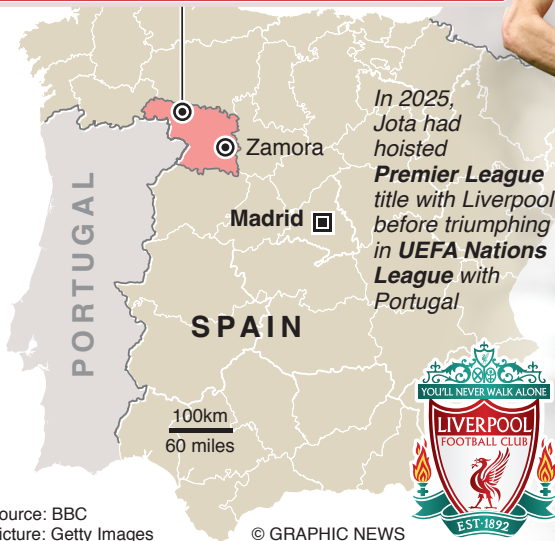 In 2025,
Jota had
hoisted
Premier League
title with Liverpool
before triumphing
in UEFA Nations
League with
Portugal
Zamora
Madrid
PORTUGAL
SPAIN
100km
60 miles
YOU'LL NEVER WALK ALONE
LIVERPOOL
FOOTBALL CLUB
EST·1892
ource: BBC
icture: Getty Images
© GRAPHIC NEWS